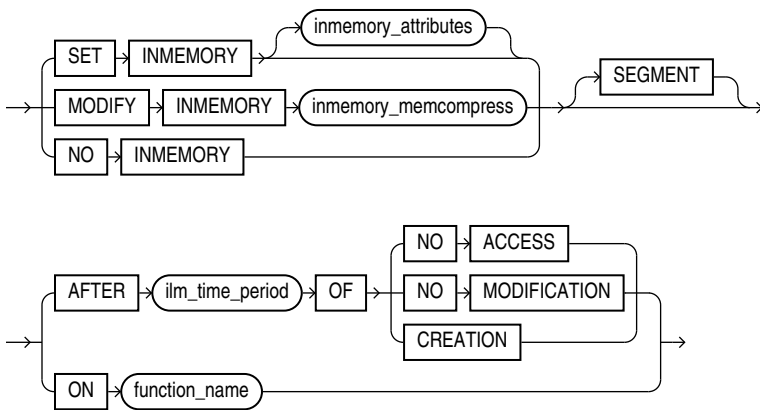 inmemory_attributes
SET INMEMORY
SEGMENT
MODIFY INMEMORY inmemory_memcompress
NO INMEMORY
NO ACCESS
AFTER ilm_time_period OF NO MODIFICATION
CREATION
ON function_name